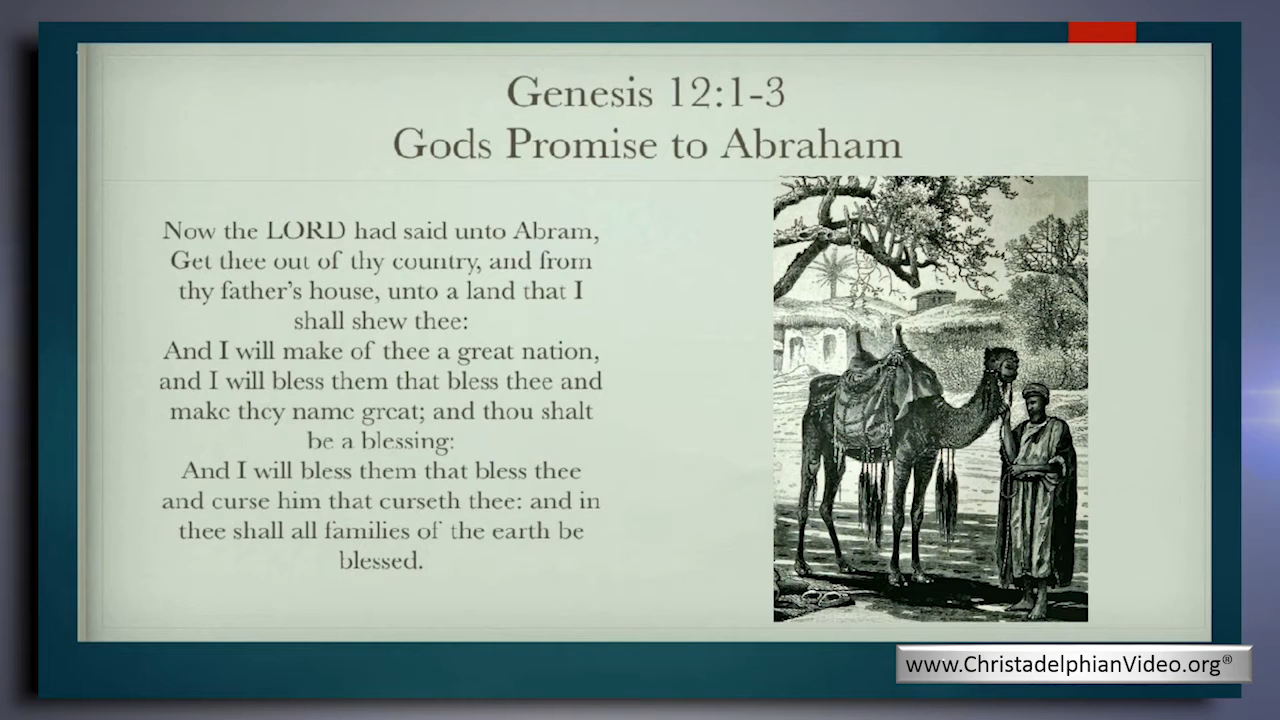 Genesis 12:1-3
Gods Promise to Abraham
Now the LORD had said unto Abram,
Get thee out of thy country, and from
thy father's house, unto a land that I
shall shew thee:
And I will make of thee a great nation,
and I will bless them that bless thee and
make they name great; and thou shalt
be a blessing:
And I will bless them that bless thee
and curse him that curseth thee: and in
thee shall all families of the earth be
blessed.
www.ChristadelphianVideo.org®